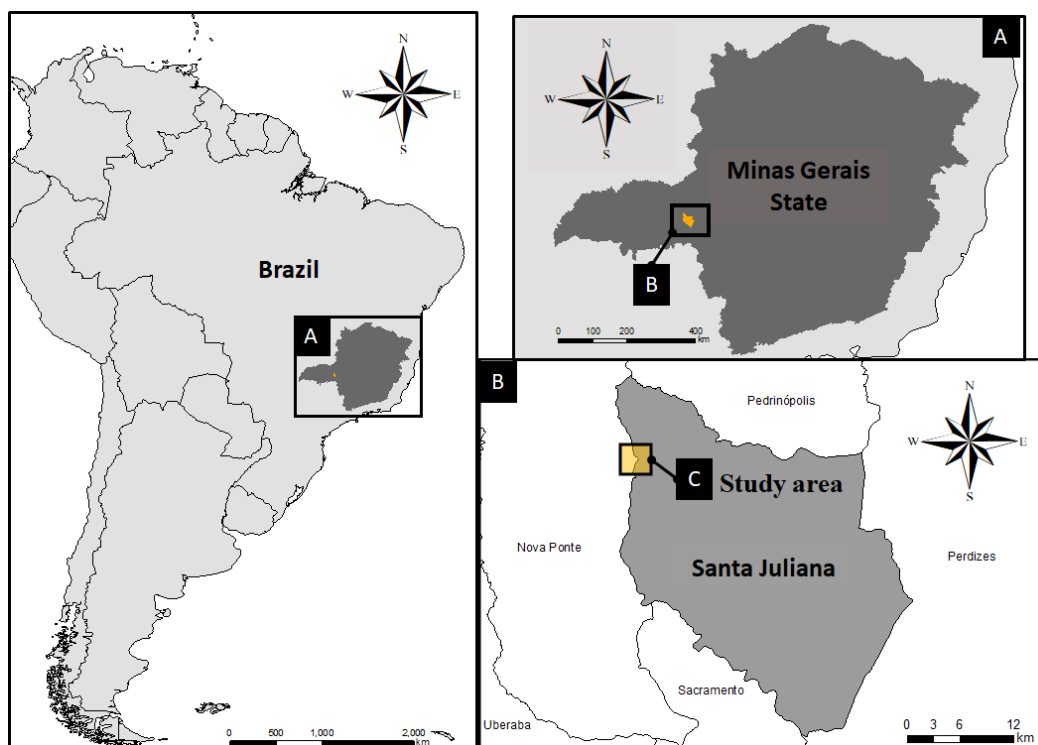 N
W E
S
Brazil
A
0 500 1,000 2,000
km
A
N
W E
S
Minas Gerais
State
B
0 100 200 400
km
B
Pedrinópolis
N
W E
S
C
Study area
Nova Ponte
Perdizes
Santa Juliana
Sacramento
Uberaba
0 3 6 12
km